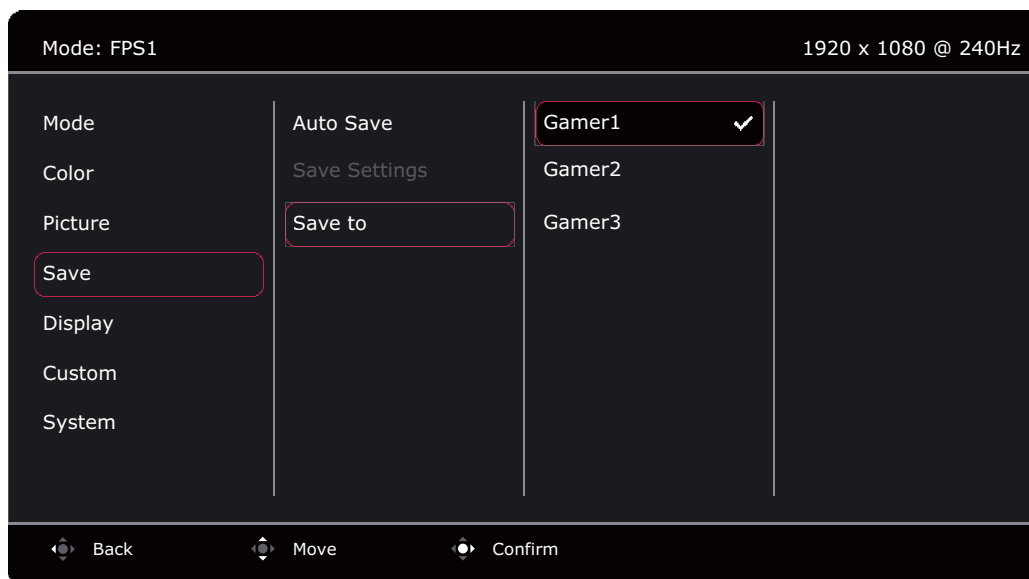 Mode: FPS1
1920 x 1080 @ 240Hz
Mode
Color
Picture
Save
Display
Custom
System
Auto Save
Save Settings
Save to
Gamer1
Gamer2
Gamer3
Back
Move
Confirm